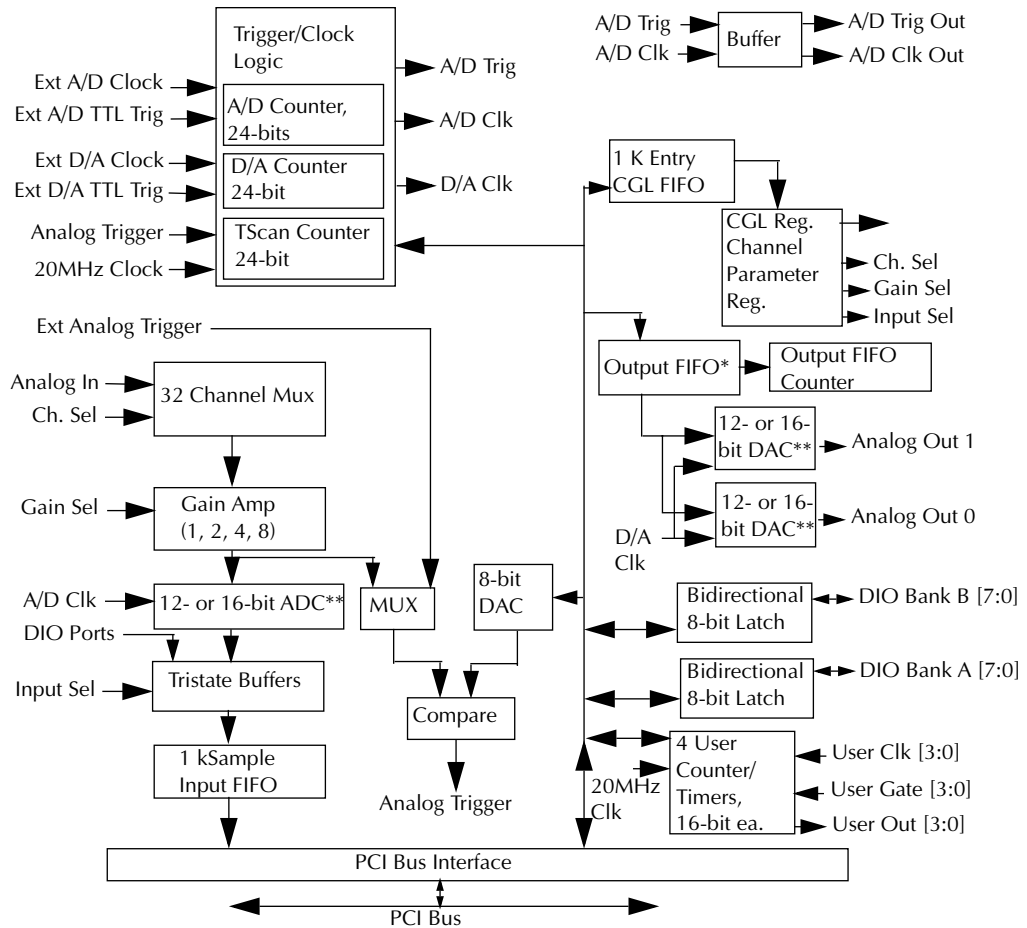 Trigger/Clock
Logic
Ext A/D Clock
Ext A/D TTL Trig
A/D Counter,
24-bits
Ext D/A Clock
Ext D/A TTL Trig
D/A Counter
24-bit
Analog Trigger
20MHz Clock
TScan Counter
24-bit
A/D Trig
A/D Clk
D/A Clk
A/D Trig
A/D Clk
Buffer
A/D Trig Out
A/D Clk Out
1 K Entry
CGL FIFO
CGL Reg.
Channel
Parameter
Reg.
Ch. Sel
Gain Sel
Input Sel
Ext Analog Trigger
Analog In
Ch. Sel
32 Channel Mux
Gain Sel
Gain Amp
(1, 2, 4, 8)
A/D Clk
12- or 16-bit ADC**
DIO Ports
Input Sel
Tristate Buffers
1 kSample
Input FIFO
MUX
8-bit
DAC
Compare
Analog Trigger
Output FIFO*
Output FIFO
Counter
12- or 16-
bit DAC**
Analog Out 1
12- or 16-
bit DAC**
Analog Out 0
D/A
Clk
Bidirectional
8-bit Latch
DIO Bank B [7:0]
Bidirectional
8-bit Latch
DIO Bank A [7:0]
20MHz
Clk
4 User
Counter/
Timers,
16-bit ea.
User Clk [3:0]
User Gate [3:0]
User Out [3:0]
PCI Bus Interface
PCI Bus